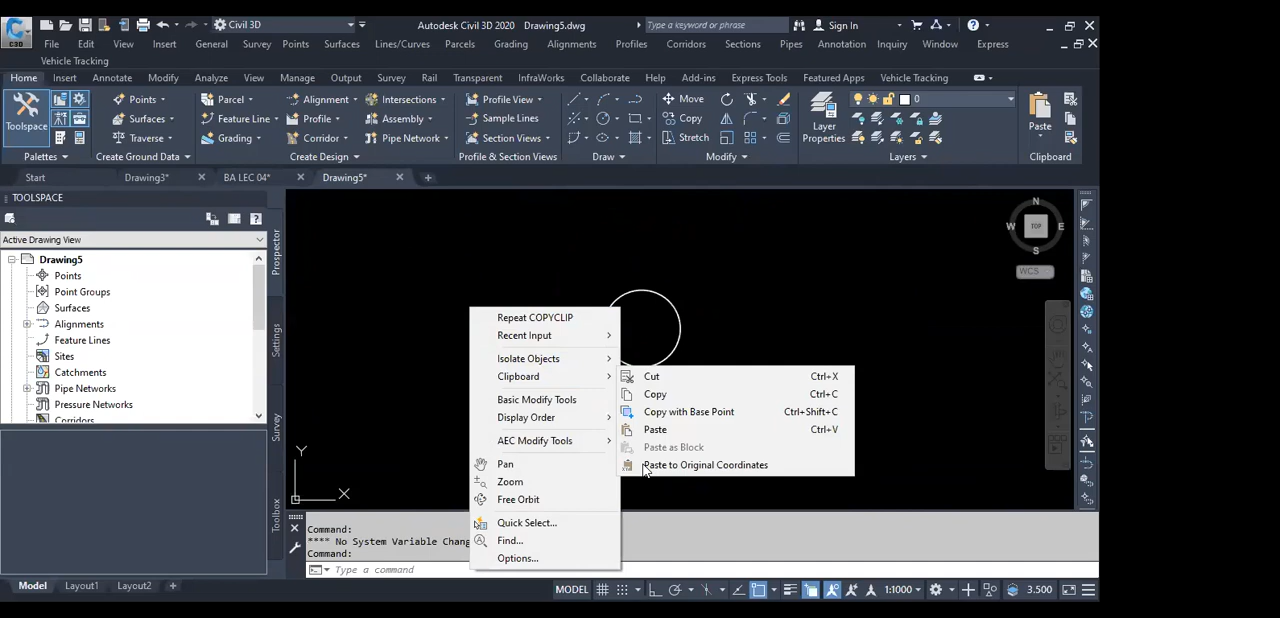 C3D
Civil 3D
Autodesk Civil 3D 2020 Drawing5.dwg
Type a keyword or phrase
Sign In
File Edit View Insert General Survey Points Surfaces Lines/Curves Parcels Grading Alignments Profiles Corridors Sections Pipes Annotation Inquiry Window Express
Vehicle Tracking
Home Insert Annotate Modify Analyze View Manage Output Survey Rail Transparent InfraWorks Collaborate Help Add-ins Express Tools Featured Apps Vehicle Tracking
Points Parcel Alignment Intersections Profile View Move
Toolspace Surfaces Feature Line Profile Assembly Sample Lines Copy Layer Properties Paste
Traverse Grading Corridor Pipe Network Section Views Stretch
0
Palettes Create Ground Data Create Design Profile & Section Views Draw Modify Layers Clipboard
Start Drawing3* BA LEC 04* Drawing5*
TOOLSPACE
Active Drawing View
Drawing5
Points
Point Groups
Surfaces
Alignments
Feature Lines
Sites
Catchments
Pipe Networks
Pressure Networks
Corridors
Prospector
Settings
Survey
Toolbox
N
W TOP E
S
WCS
Repeat COPYCLIP
Recent Input
Isolate Objects
Clipboard
Basic Modify Tools
Display Order
AEC Modify Tools
Pan
Zoom
Free Orbit
Quick Select...
Find...
Options...
Cut Ctrl+X
Copy Ctrl+C
Copy with Base Point Ctrl+Shift+C
Paste Ctrl+V
Paste as Block
Paste to Original Coordinates
Y
X
Command:
**** No System Variable Chang
Command:
Type a command
Model Layout1 Layout2
MODEL 1:1000 3.500